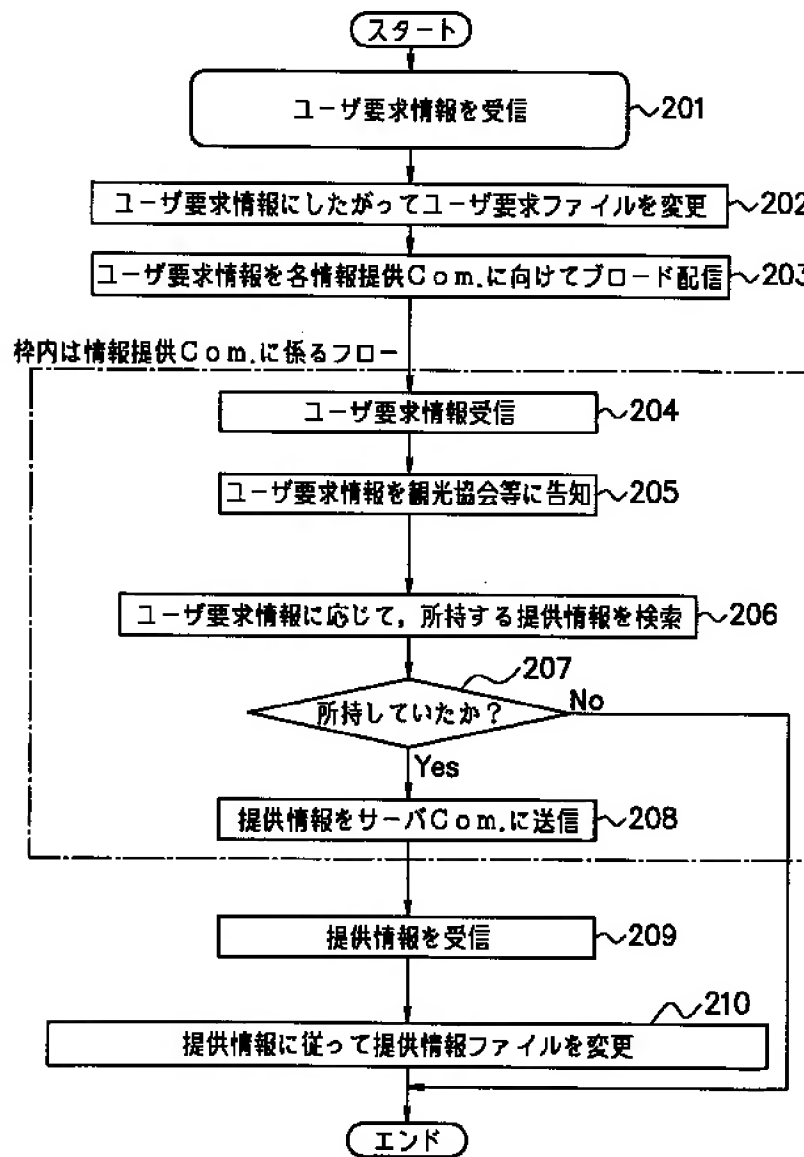 スタート
ユーザ要求情報を受信 201
ユーザ要求情報にしたがってユーザ要求ファイルを変更 202
ユーザ要求情報を各情報提供Com.に向けてブロード配信 203
枠内は情報提供Com.に係るフロー
ユーザ要求情報受信 204
ユーザ要求情報を観光協会等に告知 205
ユーザ要求情報に応じて,所持する提供情報を検索 206
207
所持していたか？ No
Yes
提供情報をサーバCom.に送信 208
提供情報を受信 209
210
提供情報に従って提供情報ファイルを変更
エンド